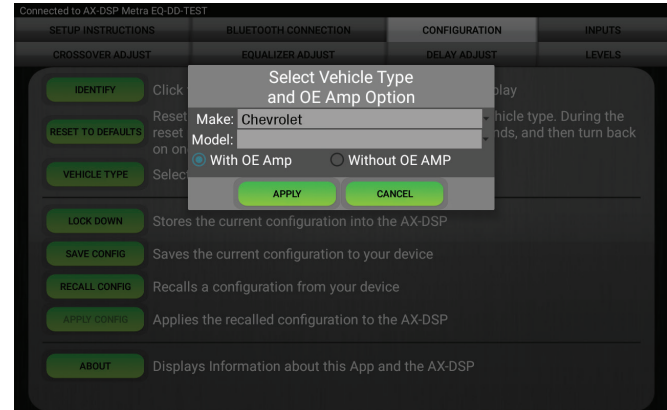 Connected to AX-DSP Metra EQ-DD-TEST
SETUP INSTRUCTIONS BLUETOOTH CONNECTION CONFIGURATION INPUTS
CROSSOVER ADJUST EQUALIZER ADJUST DELAY ADJUST LEVELS
Select Vehicle Type
and OE Amp Option
Make: Chevrolet
Model:
With OE Amp Without OE AMP
APPLY CANCEL
IDENTIFY Click play
Reset hicle type. During the
RESET TO DEFAULTS reset nds, and then turn back
on on
VEHICLE TYPE Select
LOCK DOWN Stores the current configuration into the AX-DSP
SAVE CONFIG Saves the current configuration to your device
RECALL CONFIG Recalls a configuration from your device
APPLY CONFIG Applies the recalled configuration to the AX-DSP
ABOUT Displays Information about this App and the AX-DSP